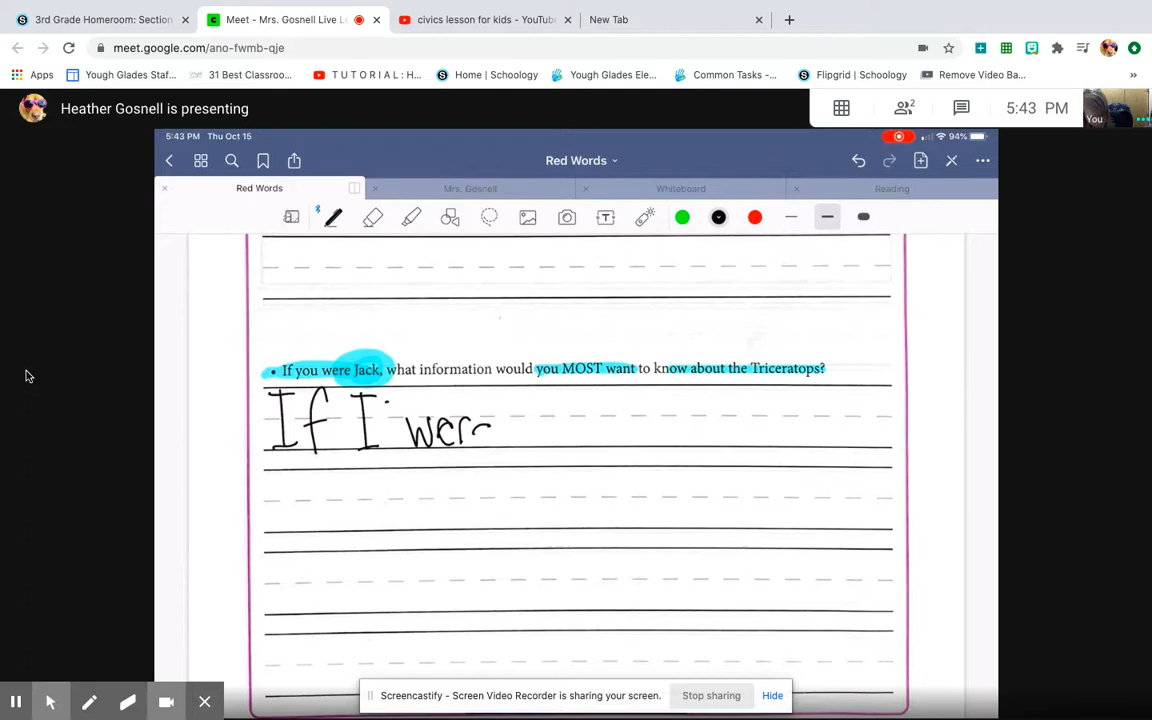 3rd Grade Homeroom: Section
Meet - Mrs. Gosnell Live L
civics lesson for kids - YouTube
New Tab
meet.google.com/ano-fwmb-qje
Apps
Yough Glades Staf...
31 Best Classroo...
T U T O R I A L : H...
Home | Schoology
Yough Glades Ele...
Common Tasks -...
Flipgrid | Schoology
Remove Video Ba...
»
Heather Gosnell is presenting
2
5:43 PM
You
5:43 PM Thu Oct 15
94%
Red Words
Red Words
Mrs. Gosnell
Whiteboard
Reading
• If you were Jack, what information would you MOST want to know about the Triceratops?
If I wer
Screencastify - Screen Video Recorder is sharing your screen.
Stop sharing
Hide